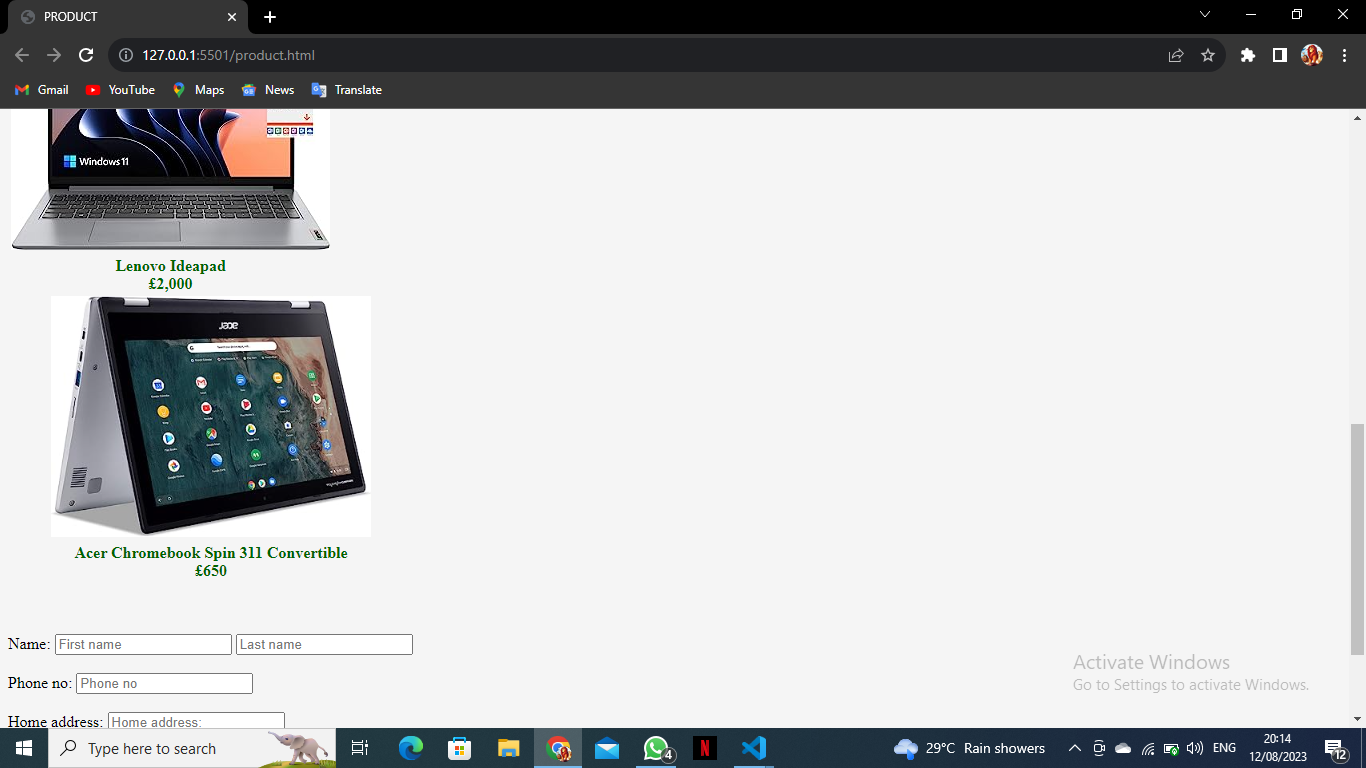 PRODUCT
127.0.0.1:5501/product.html
Gmail YouTube Maps News Translate
Windows 11
Lenovo Ideapad
£2,000
acer
Acer Chromebook Spin 311 Convertible
£650
Name: First name Last name
Phone no: Phone no
Home address: Home address:
Activate Windows
Go to Settings to activate Windows.
Type here to search
4
N
29°C Rain showers
ENG
20:14
12/08/2023
12